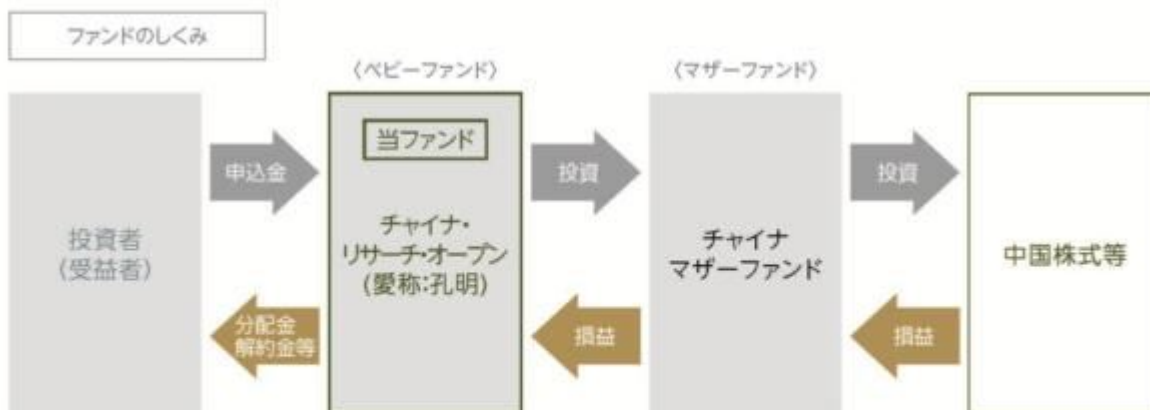 ファンドのしくみ
〈ベビーファンド〉
〈マザーファンド〉
投資者
(受益者)
申込金
分配金
解約金等
当ファンド
チャイナ・
リサーチ・オープン
(愛称:孔明)
投資
損益
チャイナ
マザーファンド
投資
損益
中国株式等